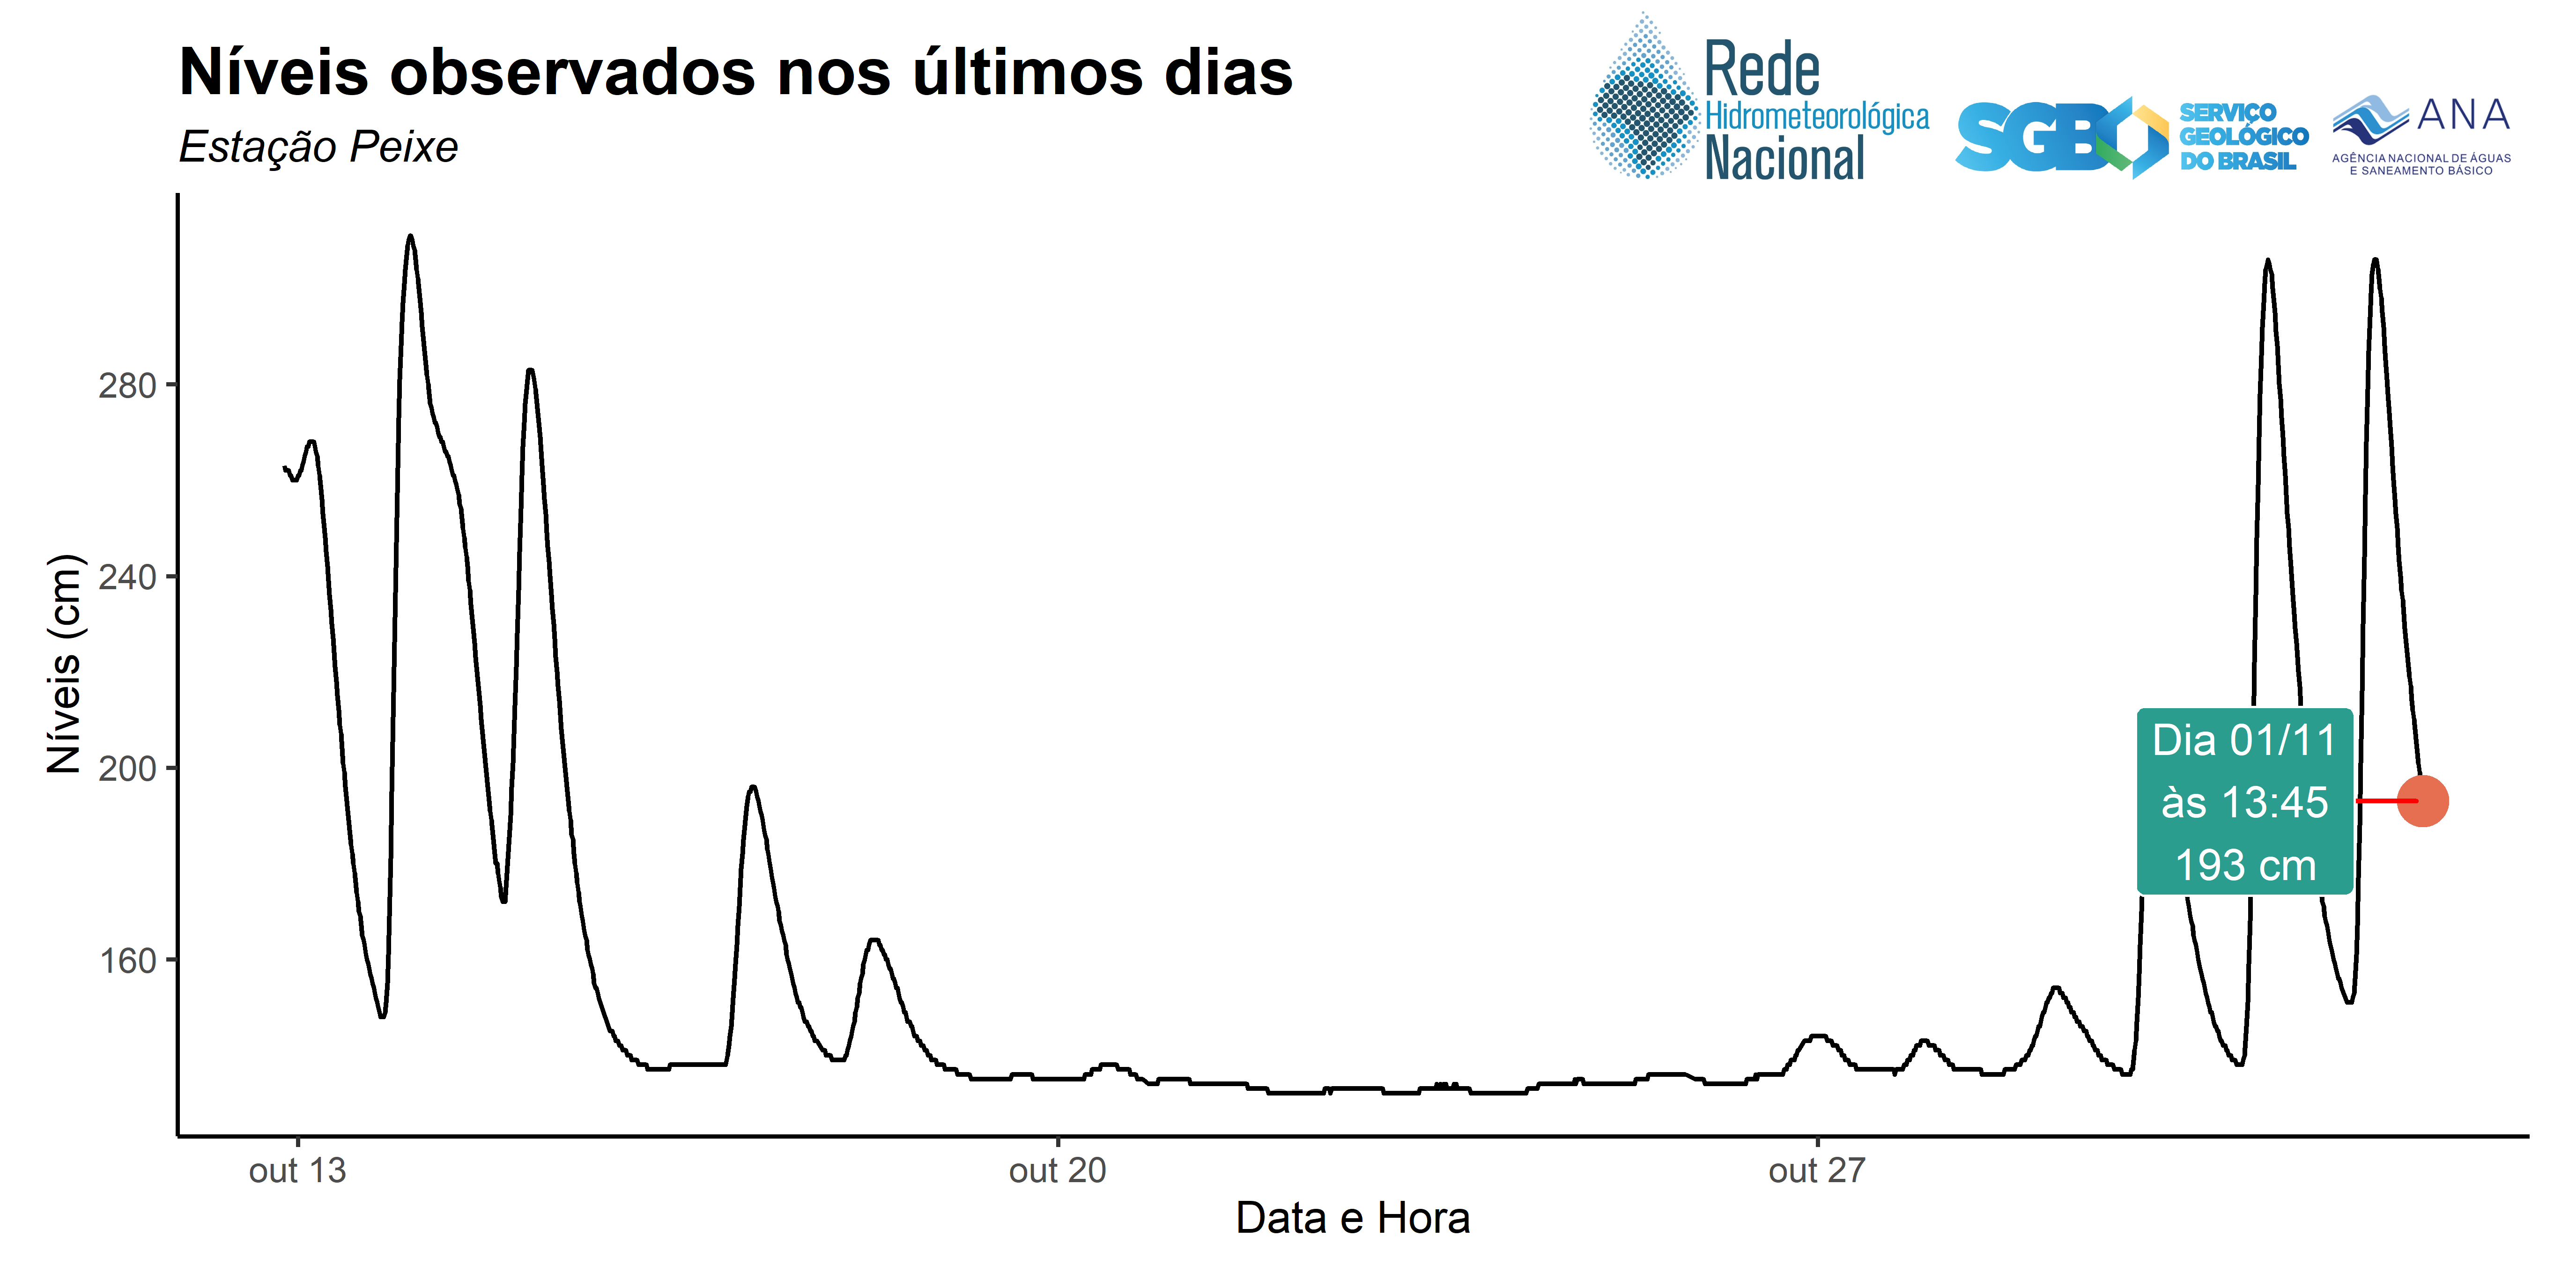 Níveis observados nos últimos dias
Estação Peixe
Rede
Hidrometeorológica
Nacional
SGB
SERVIÇO
GEOLÓGICO
DO BRASIL
ANA
AGÊNCIA NACIONAL DE ÁGUAS
E SANEAMENTO BÁSICO
Níveis (cm)
280
240
200
160
Dia 01/11
às 13:45
193 cm
out 13
out 20
out 27
Data e Hora